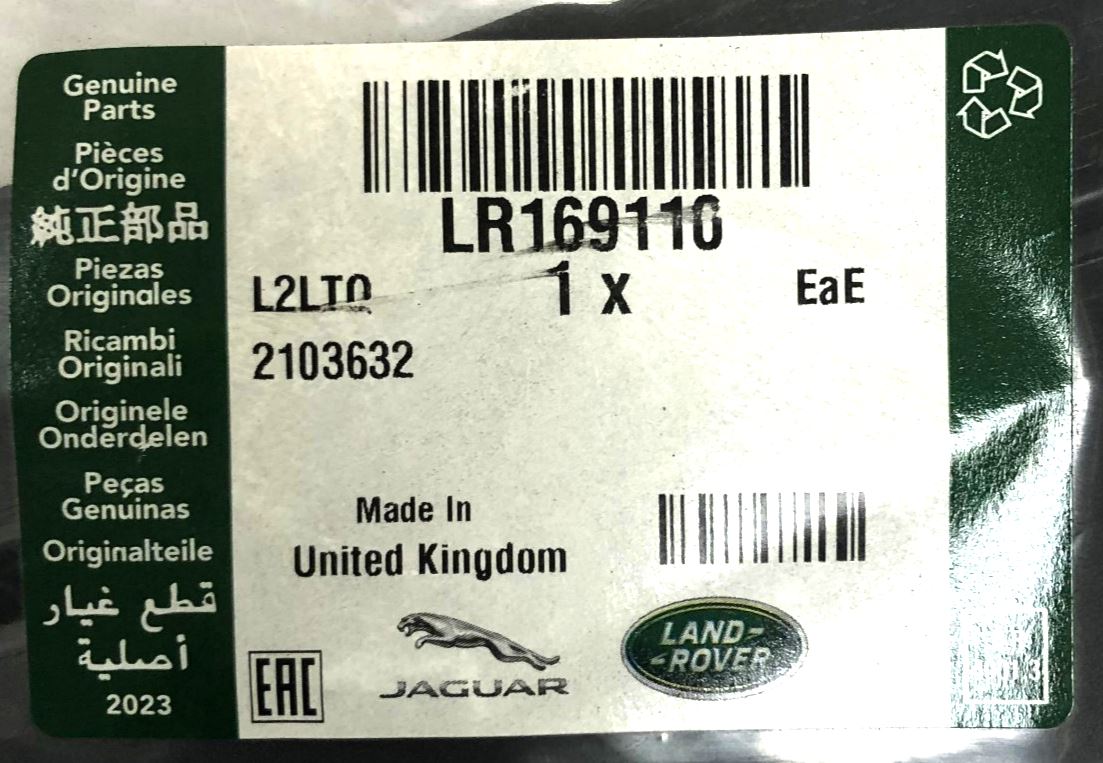 Genuine
Parts
Pièces
d'Origine
純正部品
Piezas
Originales
Ricambi
Originali
Originele
Onderdelen
Peças
Genuinas
Originalteile
قطع غيار
أصلية
2023
LR169110
L2LTQ
1 x
EaE
2103632
Made In
United Kingdom
EAC
JAGUAR
LAND-
-ROVER